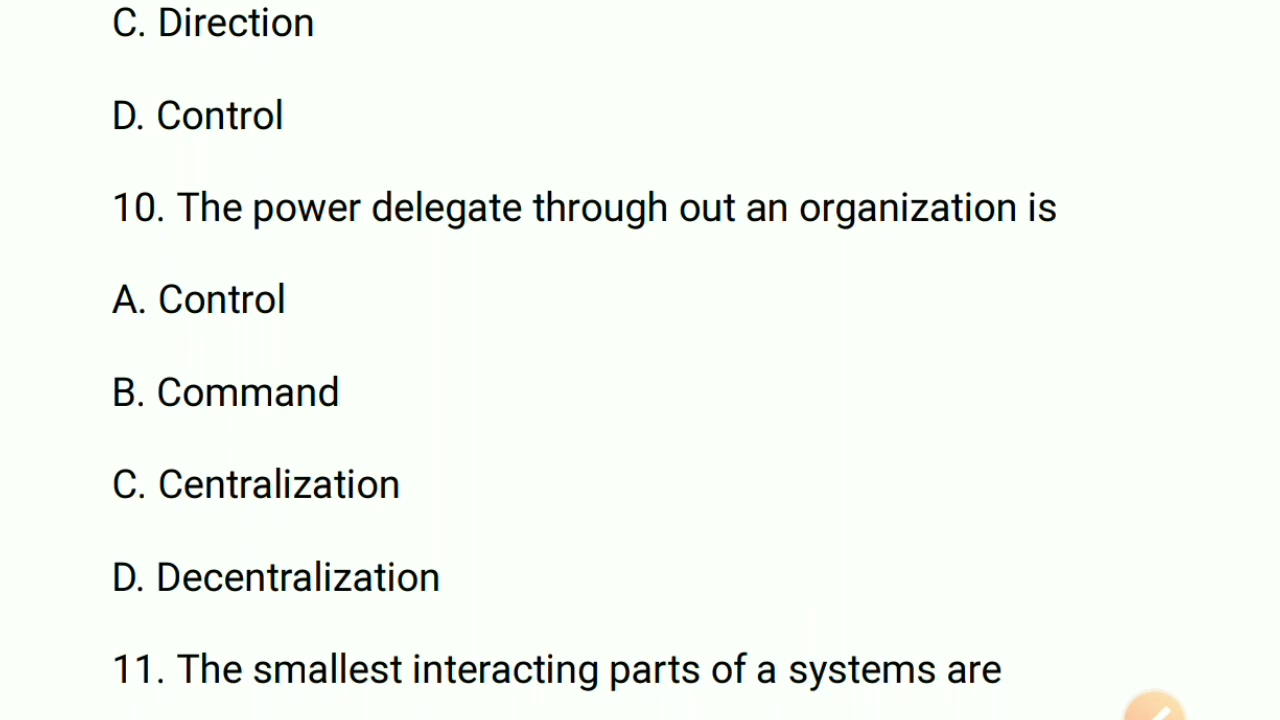 C. Direction
D. Control
10. The power delegate through out an organization is
A. Control
B. Command
C. Centralization
D. Decentralization
11. The smallest interacting parts of a systems are